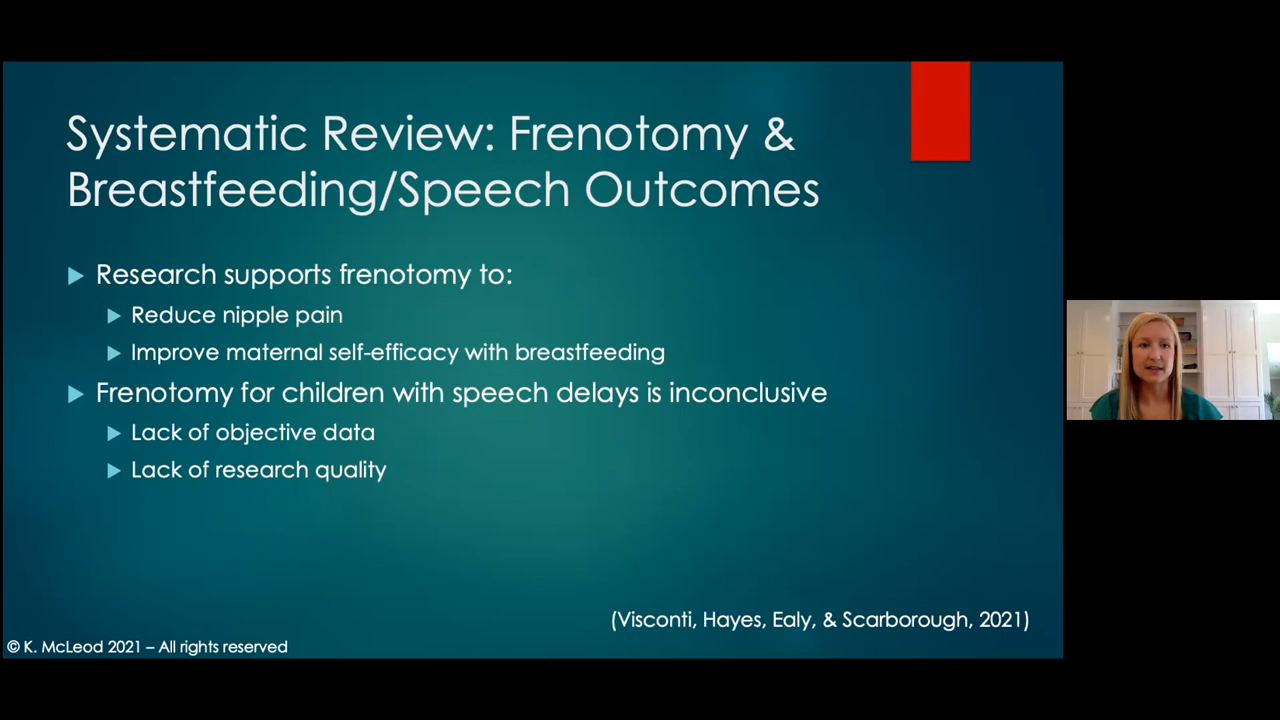 Systematic Review: Frenotomy &
Breastfeeding/Speech Outcomes
Research supports frenotomy to:
Reduce nipple pain
Improve maternal self-efficacy with breastfeeding
Frenotomy for children with speech delays is inconclusive
Lack of objective data
Lack of research quality
(Visconti, Hayes, Ealy, & Scarborough, 2021)
© K. McLeod 2021 – All rights reserved